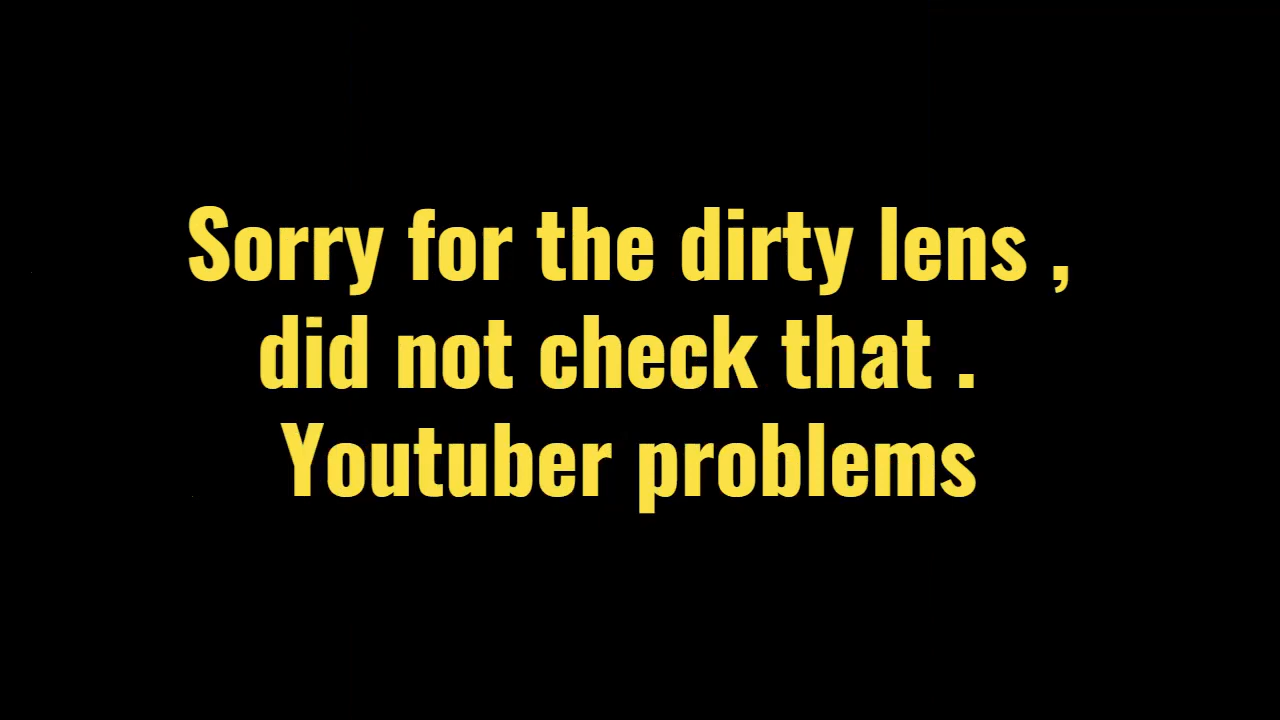 Sorry for the dirty lens ,
did not check that .
Youtuber problems